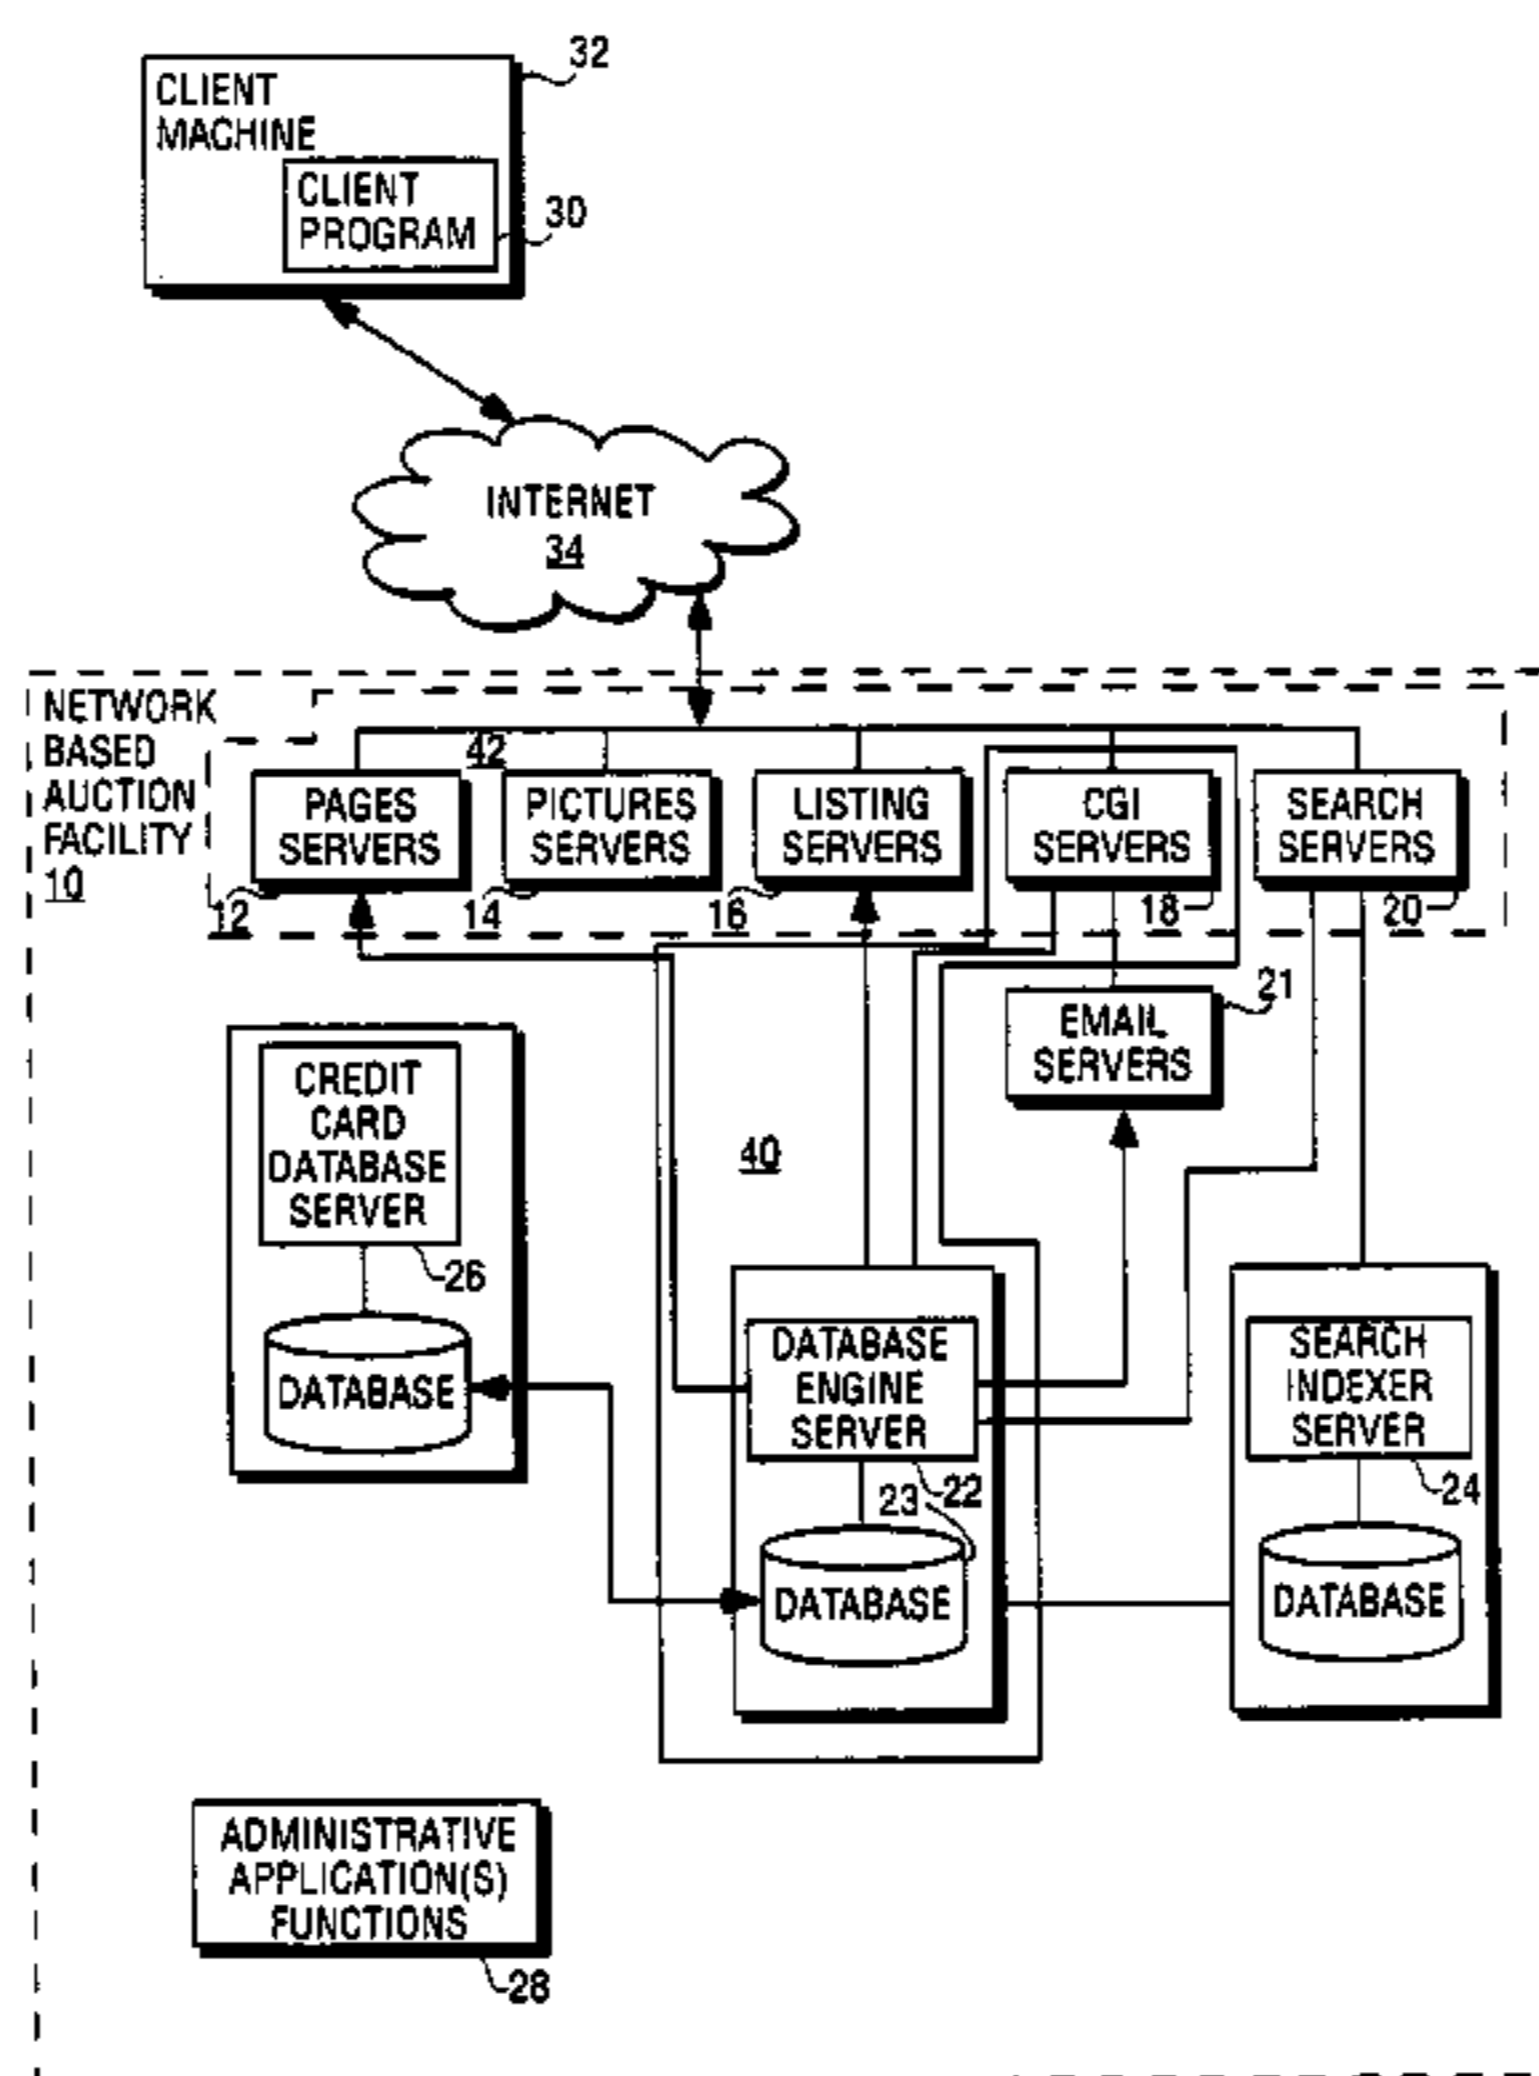 CLIENT
MACHINE
32
CLIENT
PROGRAM
30
INTERNET
34
NETWORK
BASED
AUCTION
FACILITY
10
42
PAGES
SERVERS
12
PICTURES
SERVERS
14
LISTING
SERVERS
16
CGI
SERVERS
18
SEARCH
SERVERS
20
EMAIL
SERVERS
21
CREDIT
CARD
DATABASE
SERVER
26
DATABASE
40
DATABASE
ENGINE
SERVER
22
23
DATABASE
SEARCH
INDEXER
SERVER
24
DATABASE
ADMINISTRATIVE
APPLICATION(S)
FUNCTIONS
28